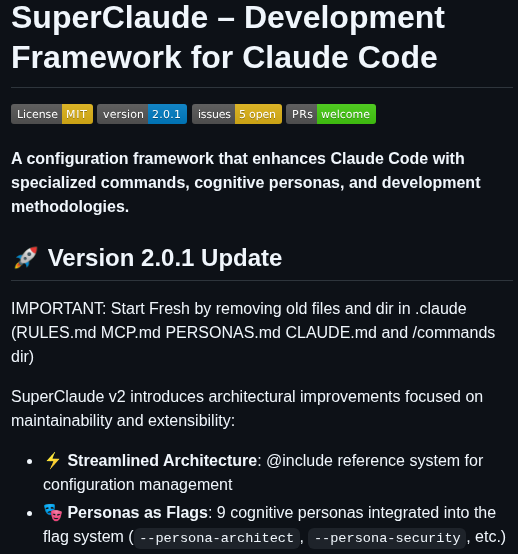 SuperClaude – Development
Framework for Claude Code
License MIT version 2.0.1 issues 5 open PRs welcome
A configuration framework that enhances Claude Code with
specialized commands, cognitive personas, and development
methodologies.
🚀 Version 2.0.1 Update
IMPORTANT: Start Fresh by removing old files and dir in .claude
(RULES.md MCP.md PERSONAS.md CLAUDE.md and /commands
dir)
SuperClaude v2 introduces architectural improvements focused on
maintainability and extensibility:
• ⚡ Streamlined Architecture: @include reference system for
configuration management
• 🎭 Personas as Flags: 9 cognitive personas integrated into the
flag system (--persona-architect, --persona-security, etc.)